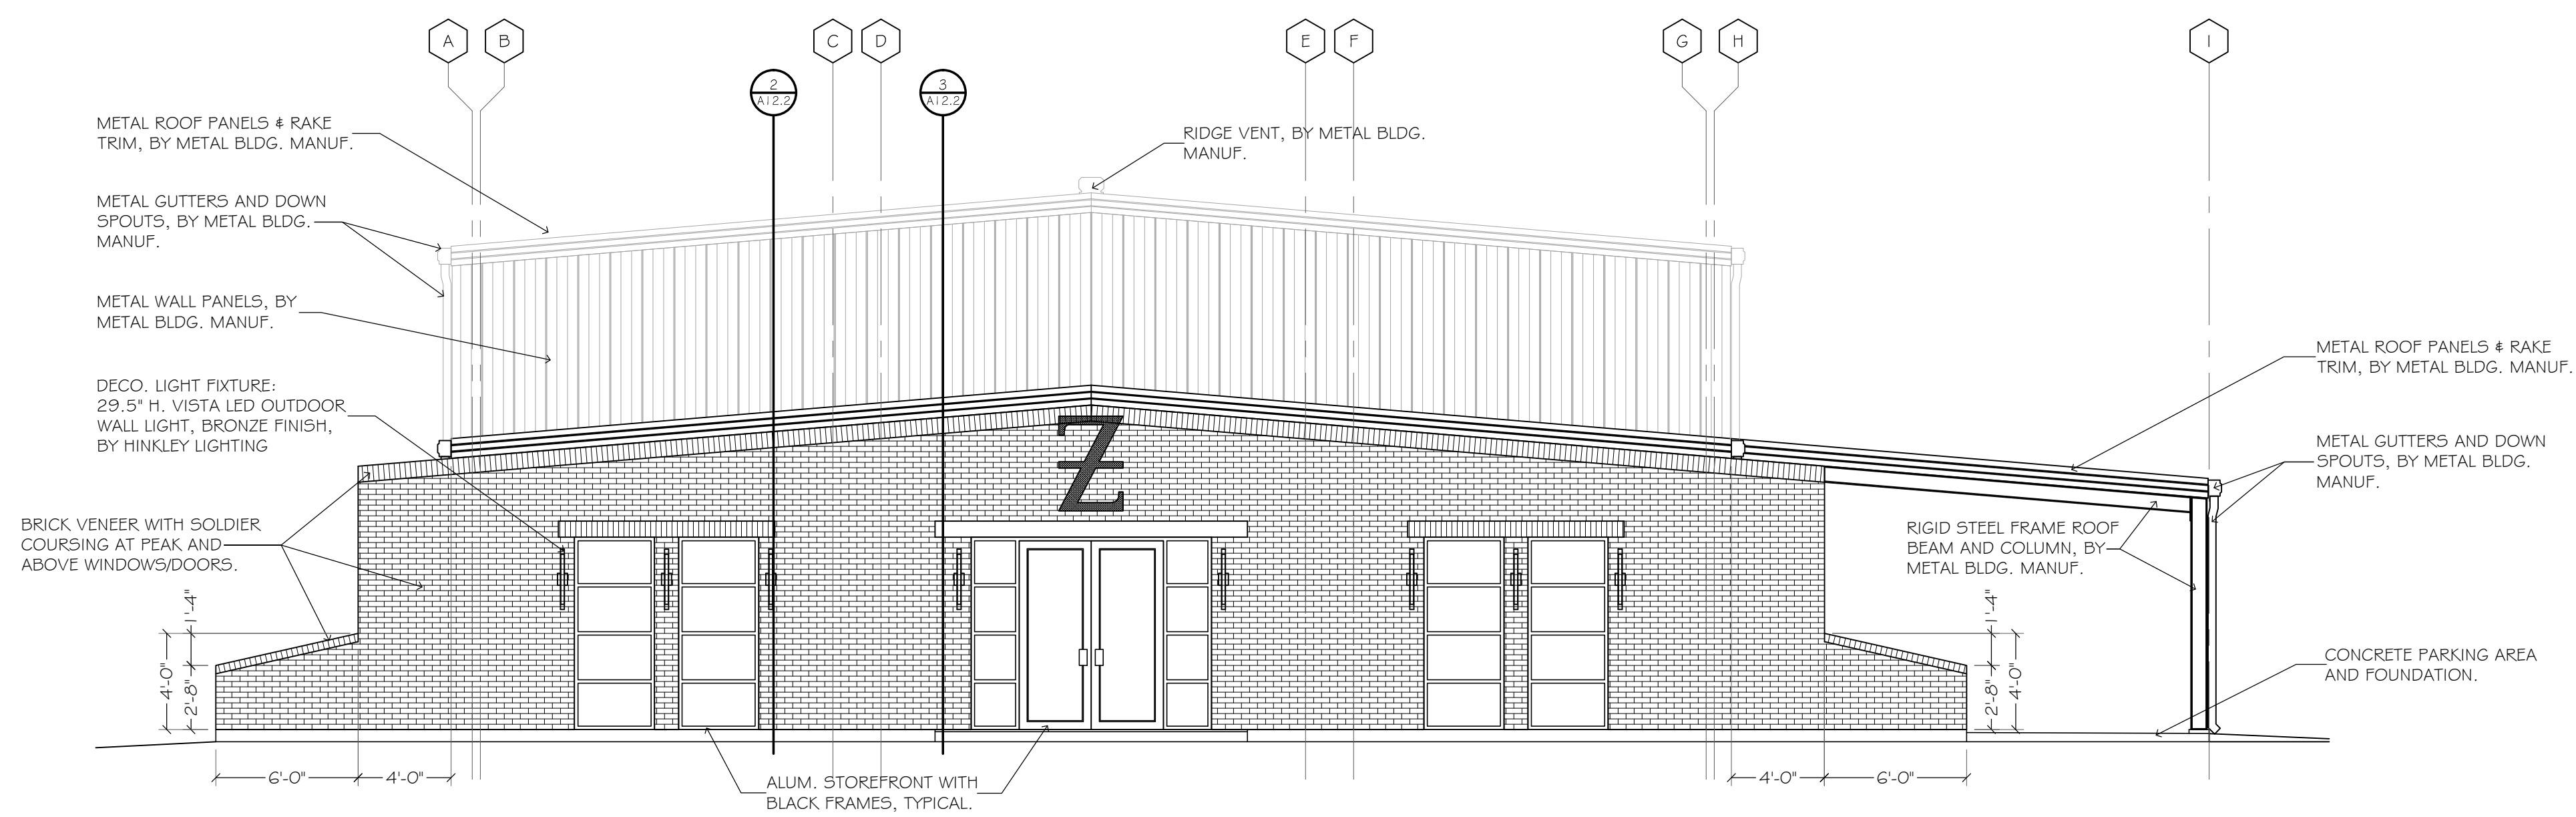 A
B
C
D
E
F
G
H
I
2
A12.2
3
A12.2
METAL ROOF PANELS & RAKE
TRIM, BY METAL BLDG. MANUF.
RIDGE VENT, BY METAL BLDG.
MANUF.
METAL GUTTERS AND DOWN
SPOUTS, BY METAL BLDG.
MANUF.
METAL WALL PANELS, BY
METAL BLDG. MANUF.
DECO. LIGHT FIXTURE:
29.5" H. VISTA LED OUTDOOR
WALL LIGHT, BRONZE FINISH,
BY HINKLEY LIGHTING
METAL ROOF PANELS & RAKE
TRIM, BY METAL BLDG. MANUF.
METAL GUTTERS AND DOWN
SPOUTS, BY METAL BLDG.
MANUF.
Z
BRICK VENEER WITH SOLDIER
COURSING AT PEAK AND
ABOVE WINDOWS/DOORS.
RIGID STEEL FRAME ROOF
BEAM AND COLUMN, BY
METAL BLDG. MANUF.
1'-4"
4'-0"
2'-8"
1'-4"
2'-8"
4'-0"
CONCRETE PARKING AREA
AND FOUNDATION.
6'-0"
4'-0"
4'-0"
6'-0"
ALUM. STOREFRONT WITH
BLACK FRAMES, TYPICAL.